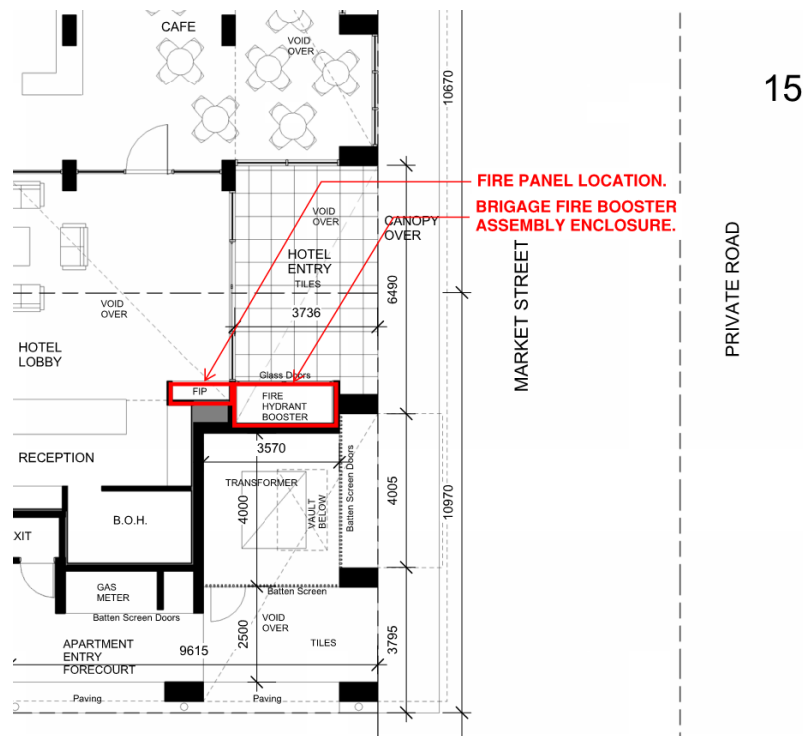 CAFE
VOID
OVER
10670
15
FIRE PANEL LOCATION.
BRIGAGE FIRE BOOSTER
ASSEMBLY ENCLOSURE.
VOID
OVER
CANOPY
OVER
HOTEL
ENTRY
TILES
3736
6490
MARKET STREET
PRIVATE ROAD
VOID
OVER
HOTEL
LOBBY
Glass Doors
FIP
FIRE
HYDRANT
BOOSTER
RECEPTION
3570
TRANSFORMER
4000
VAULT
BELOW
Batten Screen Doors
4005
10970
B.O.H.
XIT
GAS
METER
Batten Screen
Batten Screen Doors
VOID
OVER
TILES
2500
3795
APARTMENT
ENTRY
FORECOURT
9615
Paving
Paving